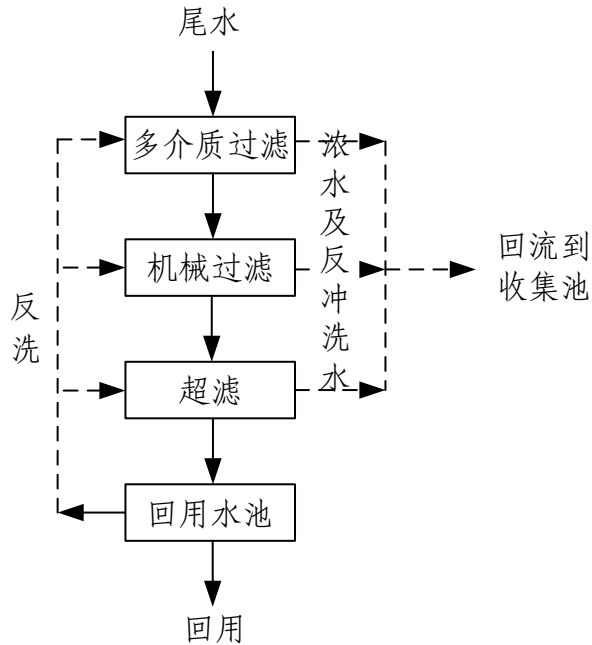 尾水
多介质过滤
浓水及反冲洗水
机械过滤
回流到
收集池
反洗
超滤
回用水池
回用